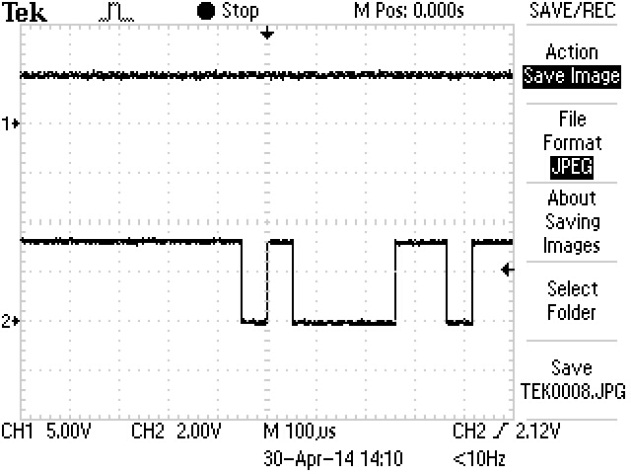 Tek Stop M Pos: 0.000s SAVE/REC
Action
Save Image
1
File
Format
JPEG
About
Saving
Images
Select
Folder
2
Save
TEK0008.JPG
CH1 5.00V CH2 2.00V M 100µs CH2 2.12V
30-Apr-14 14:10 <10Hz